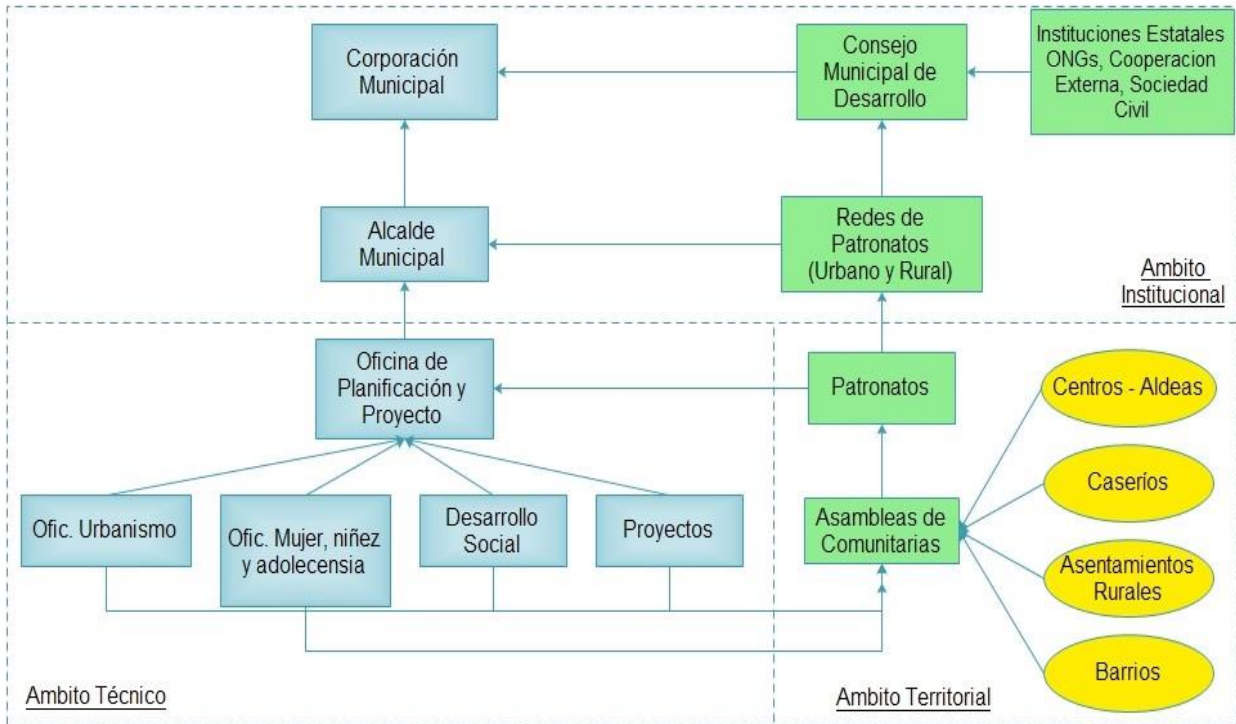 Corporación
Municipal
Consejo
Municipal de
Desarrollo
Instituciones Estatales
ONGs, Cooperacion
Externa, Sociedad
Civil
Alcalde
Municipal
Redes de
Patronatos
(Urbano y Rural)
Ambito
Institucional
Oficina de
Planificación y
Proyecto
Patronatos
Centros - Aldeas
Caseríos
Asentamientos
Rurales
Barrios
Ofic. Urbanismo
Ofic. Mujer, niñez
y adolecensia
Desarrollo
Social
Proyectos
Asambleas de
Comunitarias
Ambito Técnico
Ambito Territorial